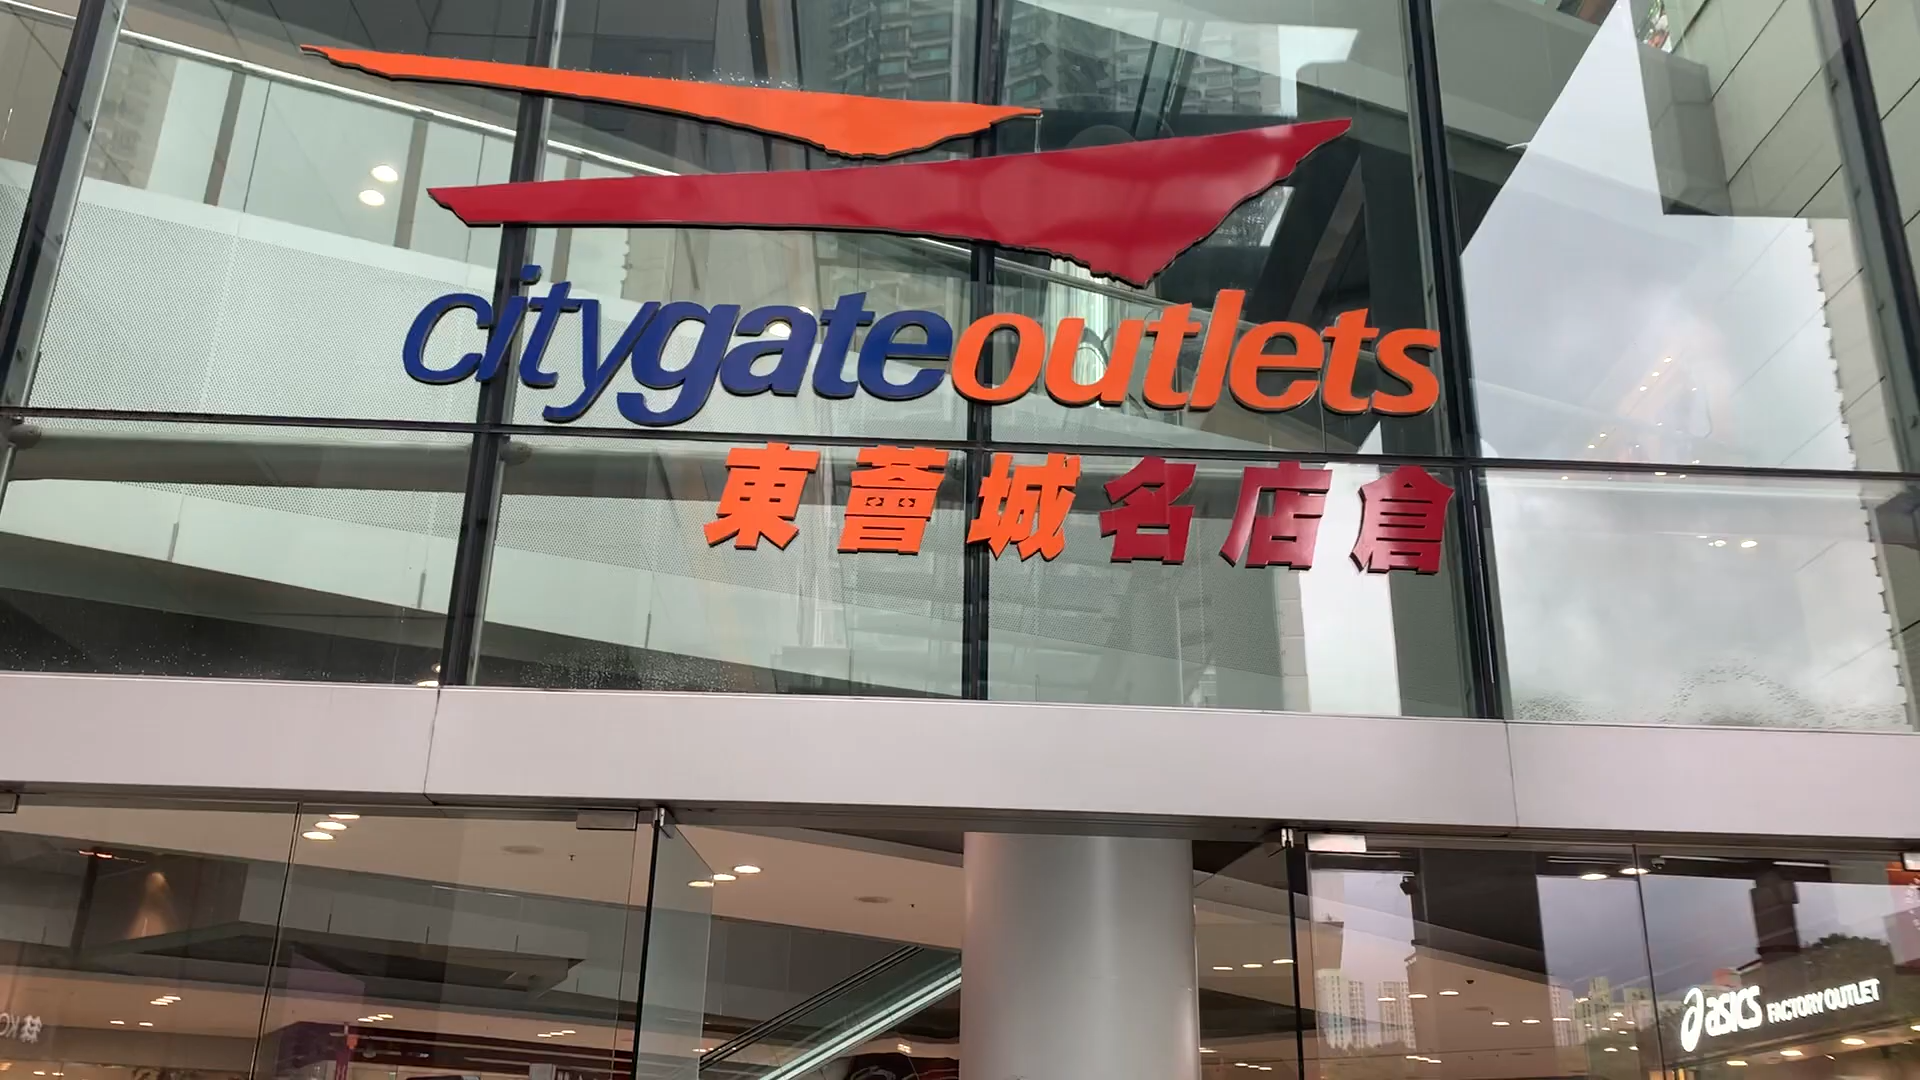 citygateoutlets
東薈城名店倉
asics FACTORY OUTLET